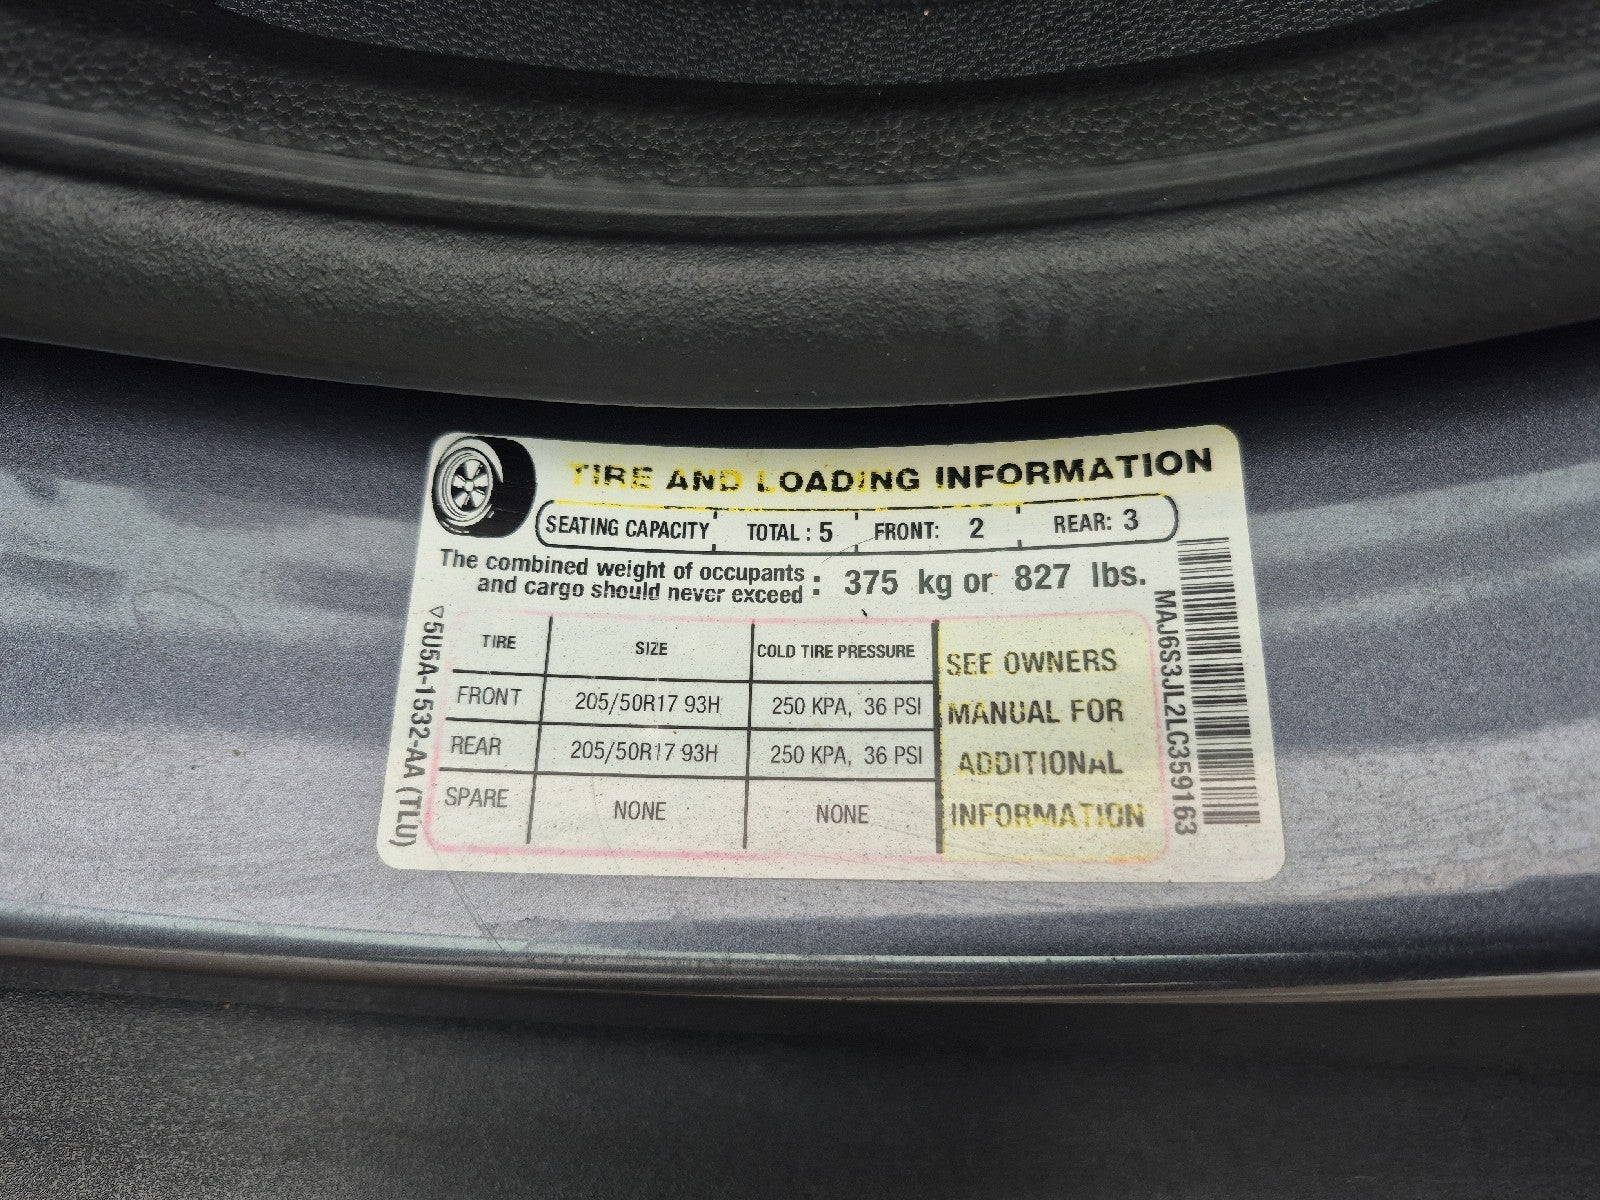 TIRE AND LOADING INFORMATION
SEATING CAPACITY TOTAL : 5 FRONT: 2 REAR: 3
The combined weight of occupants
and cargo should never exceed : 375 kg or 827 lbs.
TIRE SIZE COLD TIRE PRESSURE
FRONT 205/50R17 93H 250 KPA, 36 PSI
REAR 205/50R17 93H 250 KPA, 36 PSI
SPARE NONE NONE
SEE OWNERS
MANUAL FOR
ADDITIONAL
INFORMATION
5U5A-1532-AA (TLU)
MAJ6S3JL2LC359163